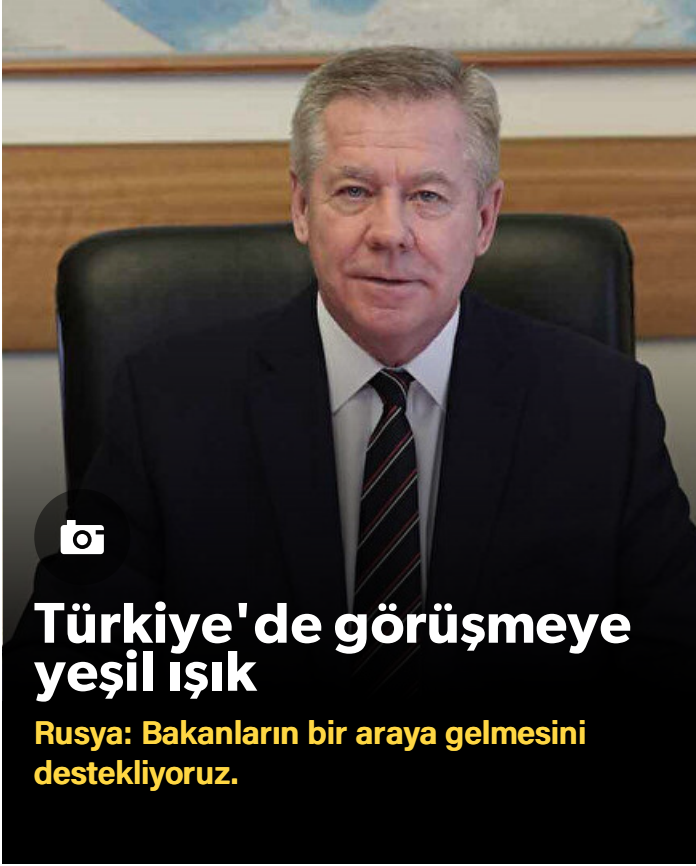 Türkiye'de görüşmeye
yeşil ışık
Rusya: Bakanların bir araya gelmesini
destekliyoruz.